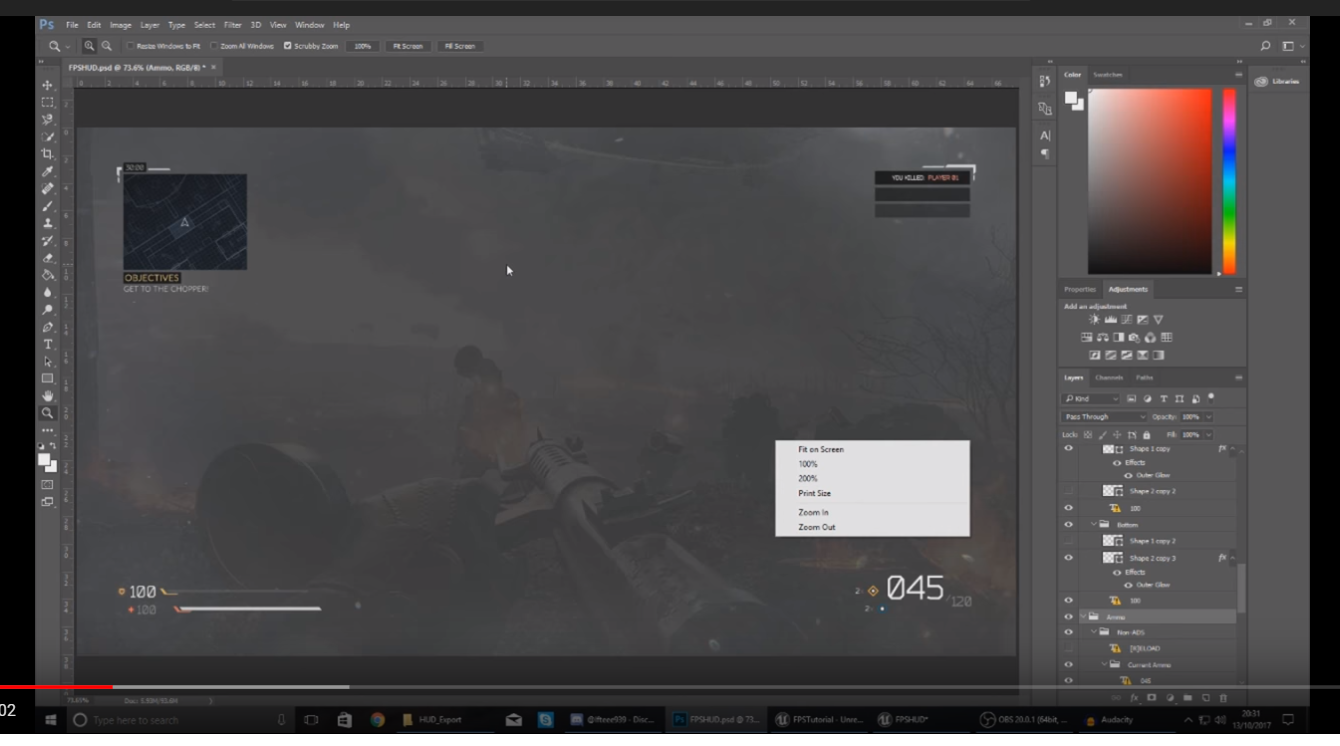 Ps File Edit Image Layer Type Select Filter 3D View Window Help
Resize Windows to Fit Zoom All Windows Scrubby Zoom 100% Fit Screen Fill Screen
FPSHUD.psd @ 73.6% (Ammo, RGB/8) *
Color Swatches
Libraries
30:00
YOU KILLED PLAYER 01
OBJECTIVES
GET TO THE CHOPPER!
Properties Adjustments
Add an adjustment
Layers Channels Paths
Kind
Pass Through Opacity: 100%
Lock: Fill: 100%
Shape 1 copy fx
Effects
Outer Glow
Shape 2 copy 2
100
Bottom
Shape 1 copy 2
Shape 2 copy 3 fx
Effects
Outer Glow
100
Ammo
Non-ADS
[R]ELOAD
Current Ammo
045
Fit on Screen
100%
200%
Print Size
Zoom In
Zoom Out
100
100
2
045
/120
2
73.65%
02
Type here to search
HUD_Export
@ifteee939 - Disc...
FPSHUD.psd @ 73...
FPSTutorial - Unre...
FPSHUD*
OBS 20.0.1 (64bit, ...
Audacity
20:31
13/10/2017